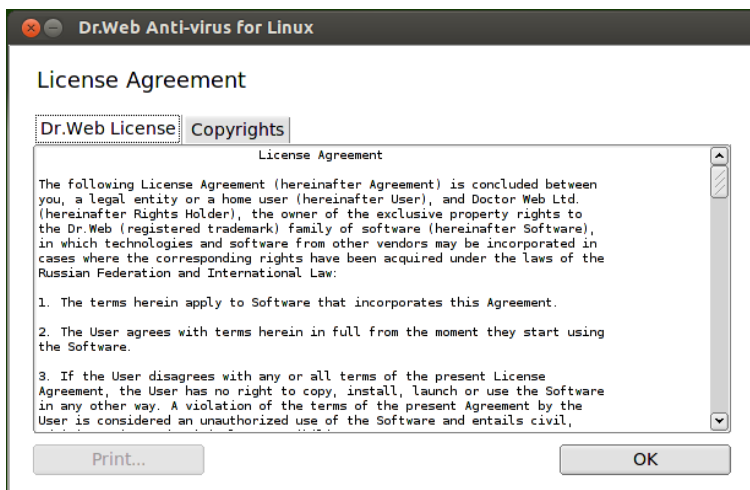 Dr.Web Anti-virus for Linux
License Agreement
Dr.Web License
Copyrights
License Agreement
The following License Agreement (hereinafter Agreement) is concluded between
you, a legal entity or a home user (hereinafter User), and Doctor Web Ltd.
(hereinafter Rights Holder), the owner of the exclusive property rights to
the Dr.Web (registered trademark) family of software (hereinafter Software),
in which technologies and software from other vendors may be incorporated in
cases where the corresponding rights have been acquired under the laws of the
Russian Federation and International Law:
1. The terms herein apply to Software that incorporates this Agreement.
2. The User agrees with terms herein in full from the moment they start using
the Software.
3. If the User disagrees with any or all terms of the present License
Agreement, the User has no right to copy, install, launch or use the Software
in any other way. A violation of the terms of the present Agreement by the
User is considered an unauthorized use of the Software and entails civil,
Print...
OK